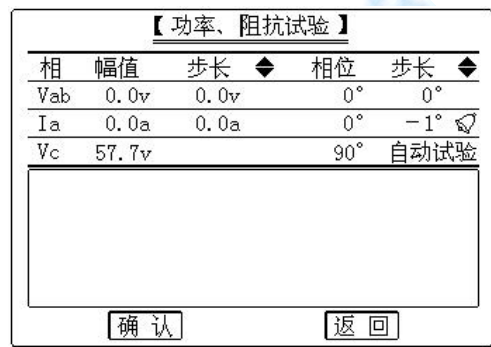 【功率、阻抗试验】
相 幅值 步长 ◆ 相位 步长 ◆
Vab 0.0v 0.0v 0° 0°
Ia 0.0a 0.0a 0° -1°
Vc 57.7v 90° 自动试验
确 认 返 回